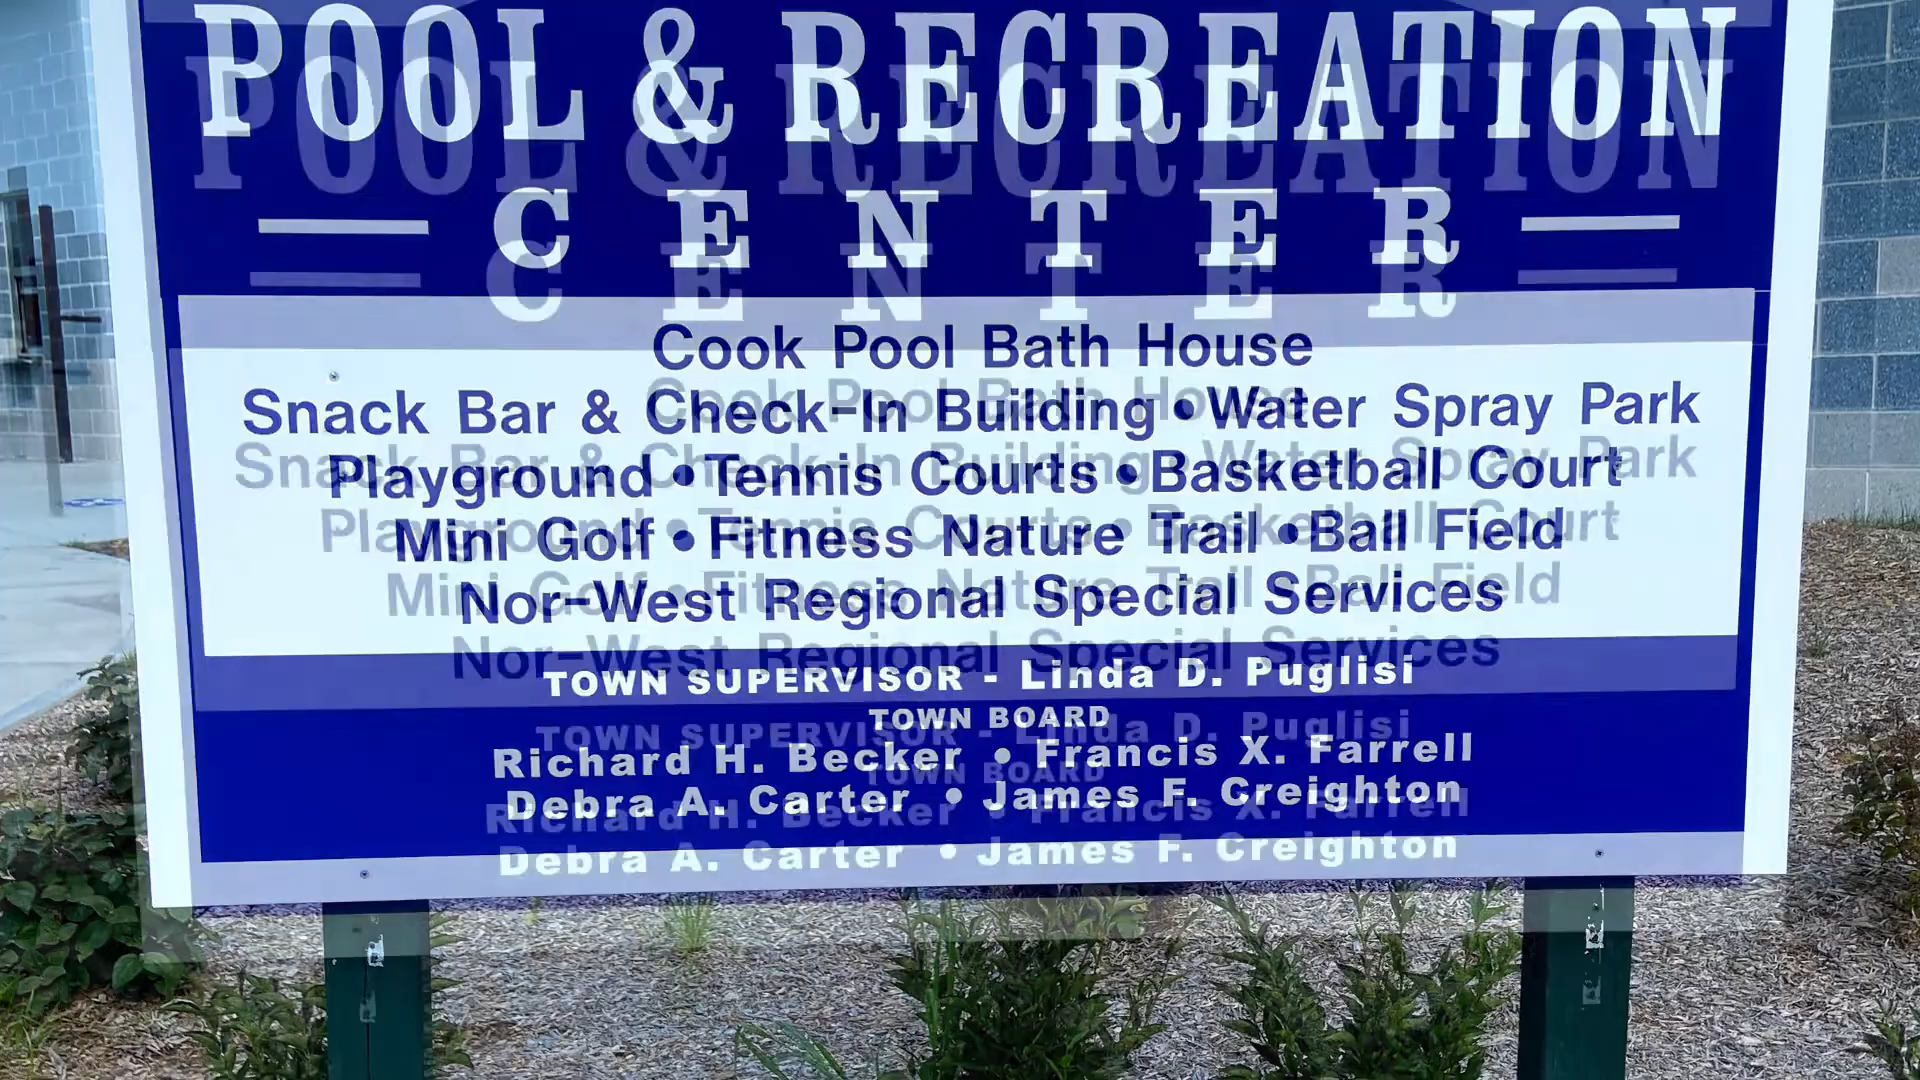 POOL & RECREATION
CENTER
Cook Pool Bath House
Snack Bar & Check-In Building • Water Spray Park
Playground • Tennis Courts • Basketball Court
Mini Golf • Fitness Nature Trail • Ball Field
Nor-West Regional Special Services
TOWN SUPERVISOR - Linda D. Puglisi
TOWN BOARD
Richard H. Becker • Francis X. Farrell
Debra A. Carter • James F. Creighton